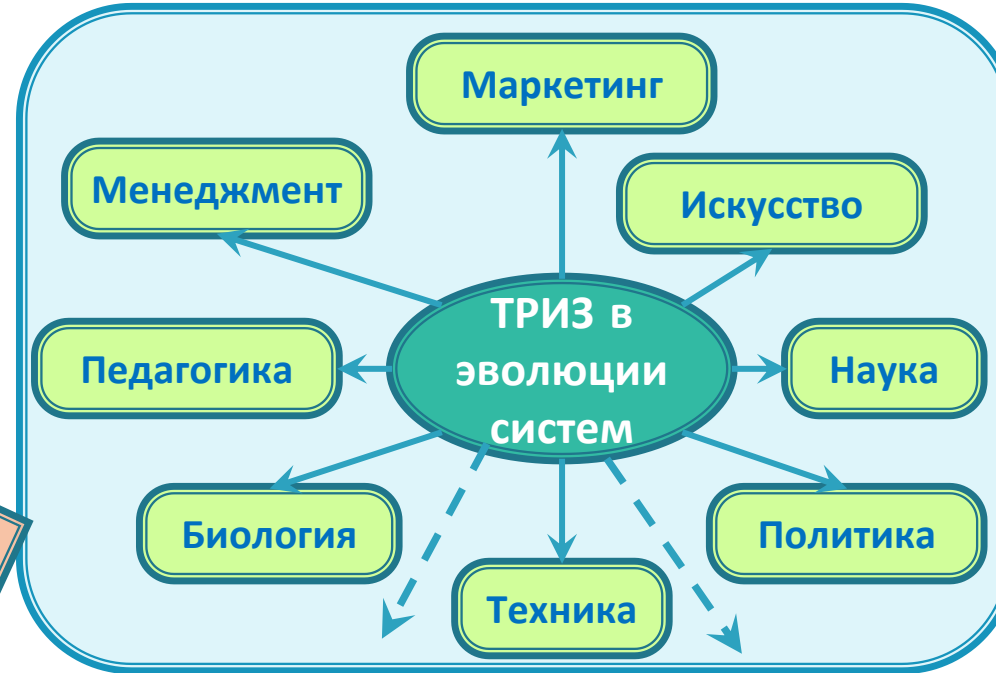 Маркетинг
Менеджмент
Искусство
ТРИЗ в
эволюции
систем
Педагогика
Наука
Биология
Политика
Техника